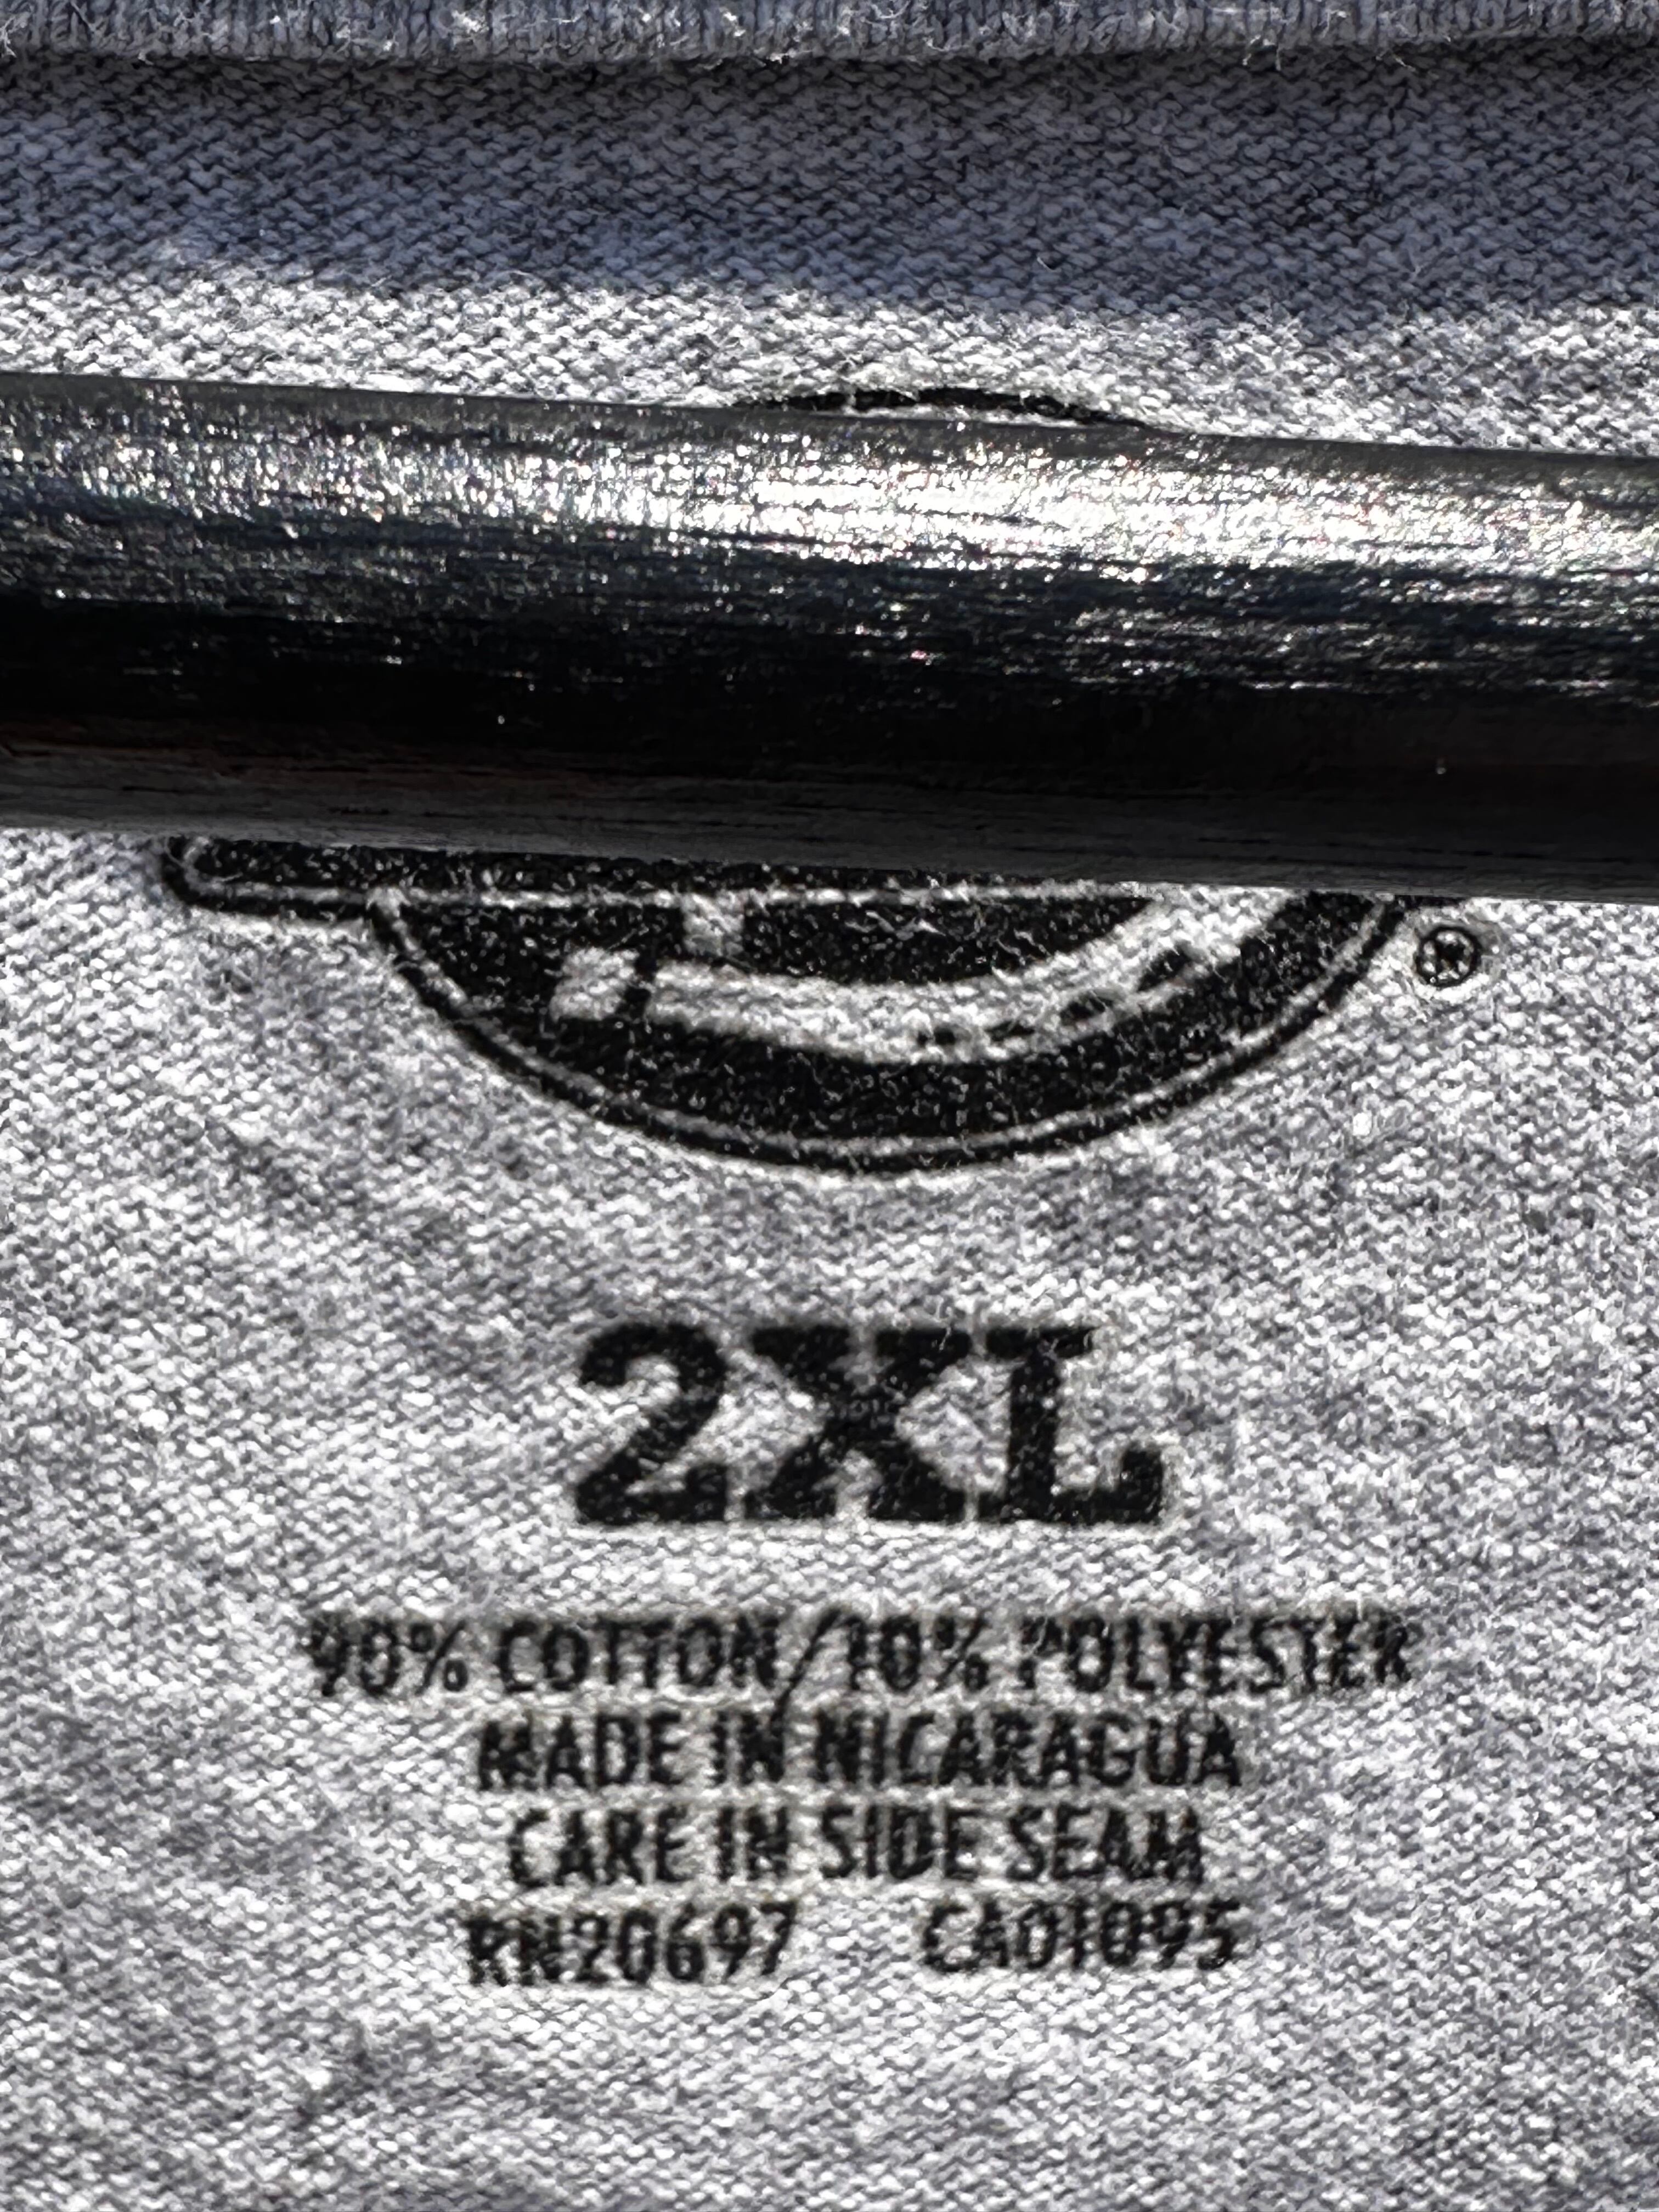 ®
2XL
90% COTTON/10% POLYESTER
MADE IN NICARAGUA
CARE IN SIDE SEAM
RN20697 CA01095